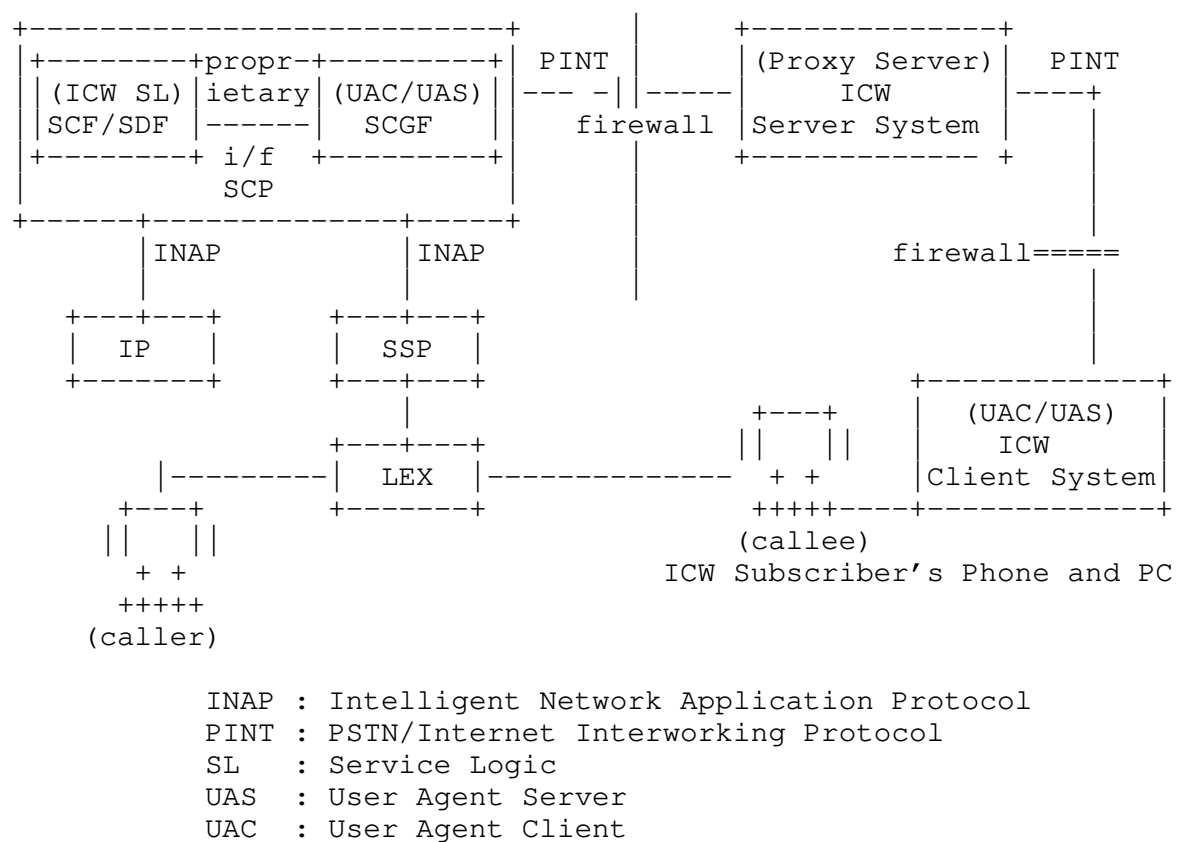 PINT
propr-
(Proxy Server) PINT
(ICW SL) ietary (UAC/UAS) ICW
SCF/SDF SCGF firewall Server System
i/f
SCP
INAP INAP firewall
IP SSP
(UAC/UAS)
ICW
LEX Client System
(callee)
ICW Subscriber's Phone and PC
(caller)
INAP : Intelligent Network Application Protocol
PINT : PSTN/Internet Interworking Protocol
SL : Service Logic
UAS : User Agent Server
UAC : User Agent Client